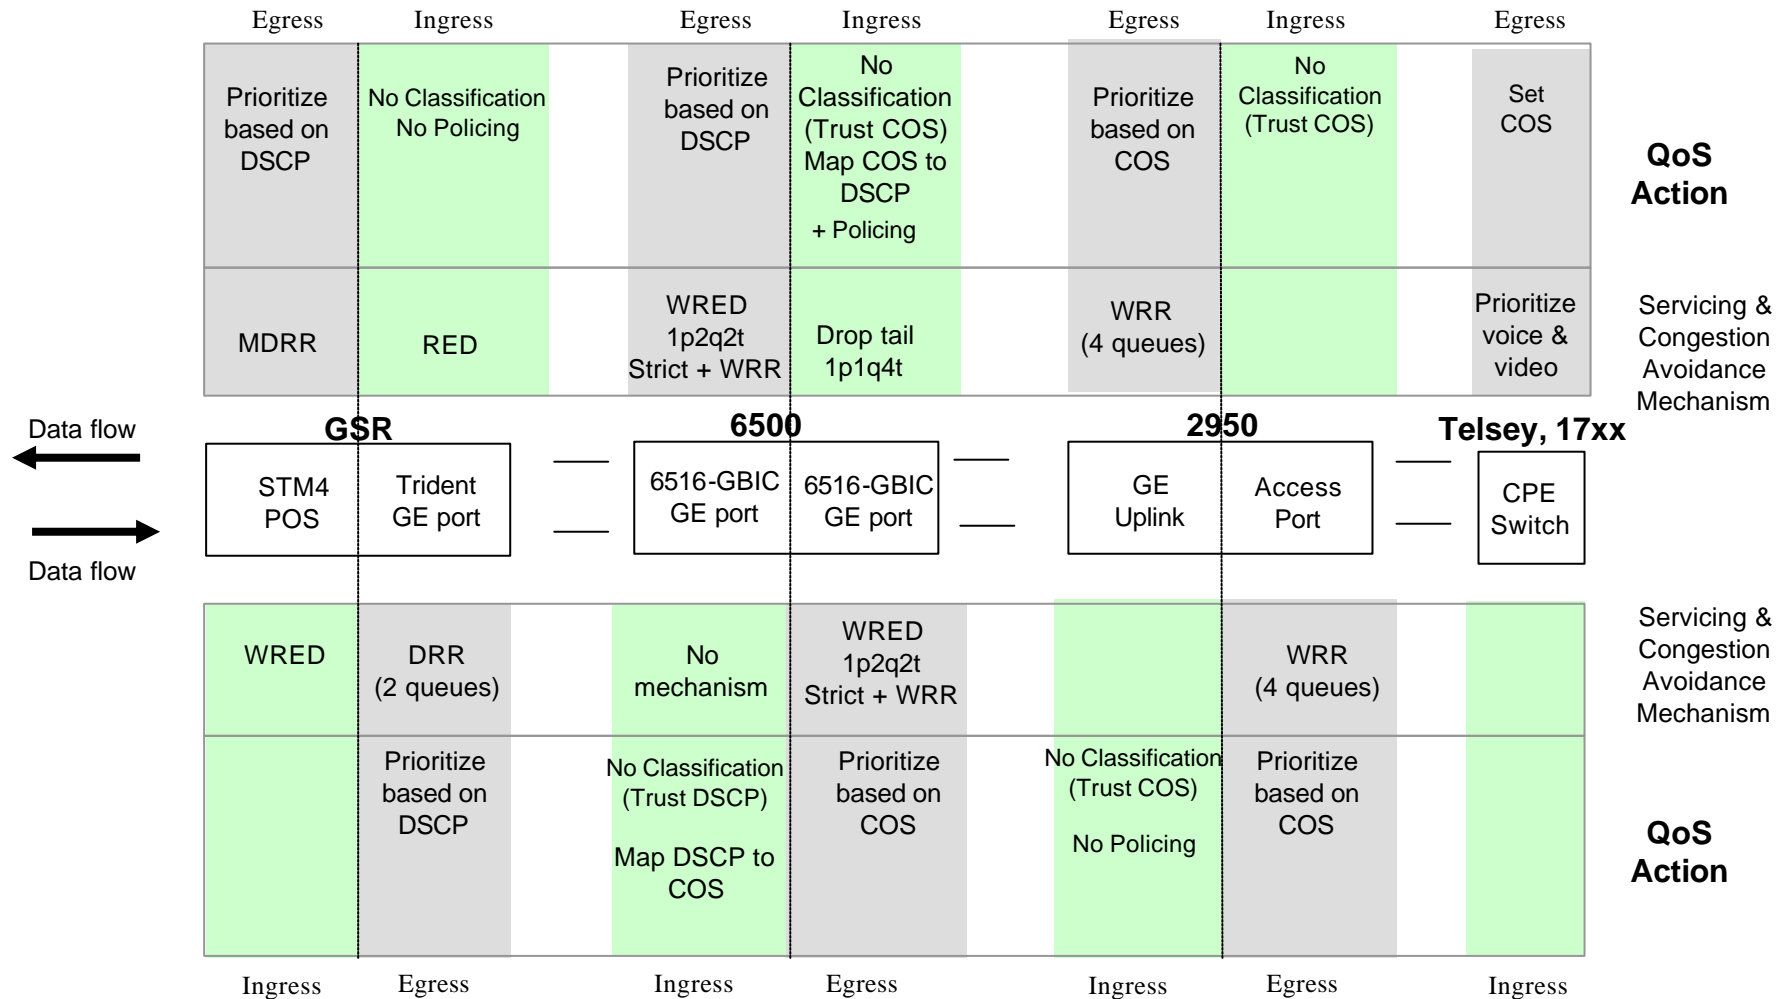 Egress
Ingress
Egress
Ingress
Egress
Ingress
Egress
Prioritize
based on
DSCP
No Classification
No Policing
Prioritize
based on
DSCP
No
Classification
(Trust COS)
Map COS to
DSCP
+ Policing
Prioritize
based on
COS
No
Classification
(Trust COS)
Set
COS
QoS
Action
MDRR
RED
WRED
1p2q2t
Strict + WRR
Drop tail
1p1q4t
WRR
(4 queues)
Prioritize
voice &
video
Servicing &
Congestion
Avoidance
Mechanism
Data flow
GSR
6500
2950
Telsey, 17xx
STM4
POS
Trident
GE port
6516-GBIC
GE port
6516-GBIC
GE port
GE
Uplink
Access
Port
CPE
Switch
Data flow
WRED
DRR
(2 queues)
No
mechanism
WRED
1p2q2t
Strict + WRR
WRR
(4 queues)
Servicing &
Congestion
Avoidance
Mechanism
Prioritize
based on
DSCP
No Classification
(Trust DSCP)
Map DSCP to
COS
Prioritize
based on
COS
No Classification
(Trust COS)
No Policing
Prioritize
based on
COS
QoS
Action
Ingress
Egress
Ingress
Egress
Ingress
Egress
Ingress